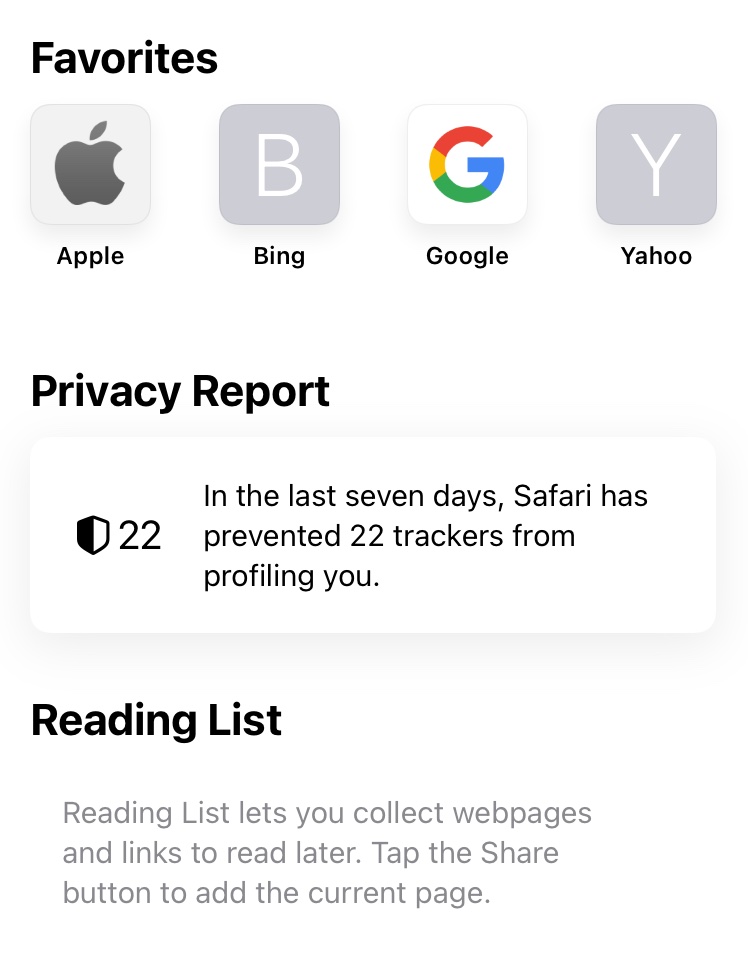 Favorites
B
Y
Apple
Bing
Google
Yahoo
Privacy Report
22
In the last seven days, Safari has
prevented 22 trackers from
profiling you.
Reading List
Reading List lets you collect webpages
and links to read later. Tap the Share
button to add the current page.